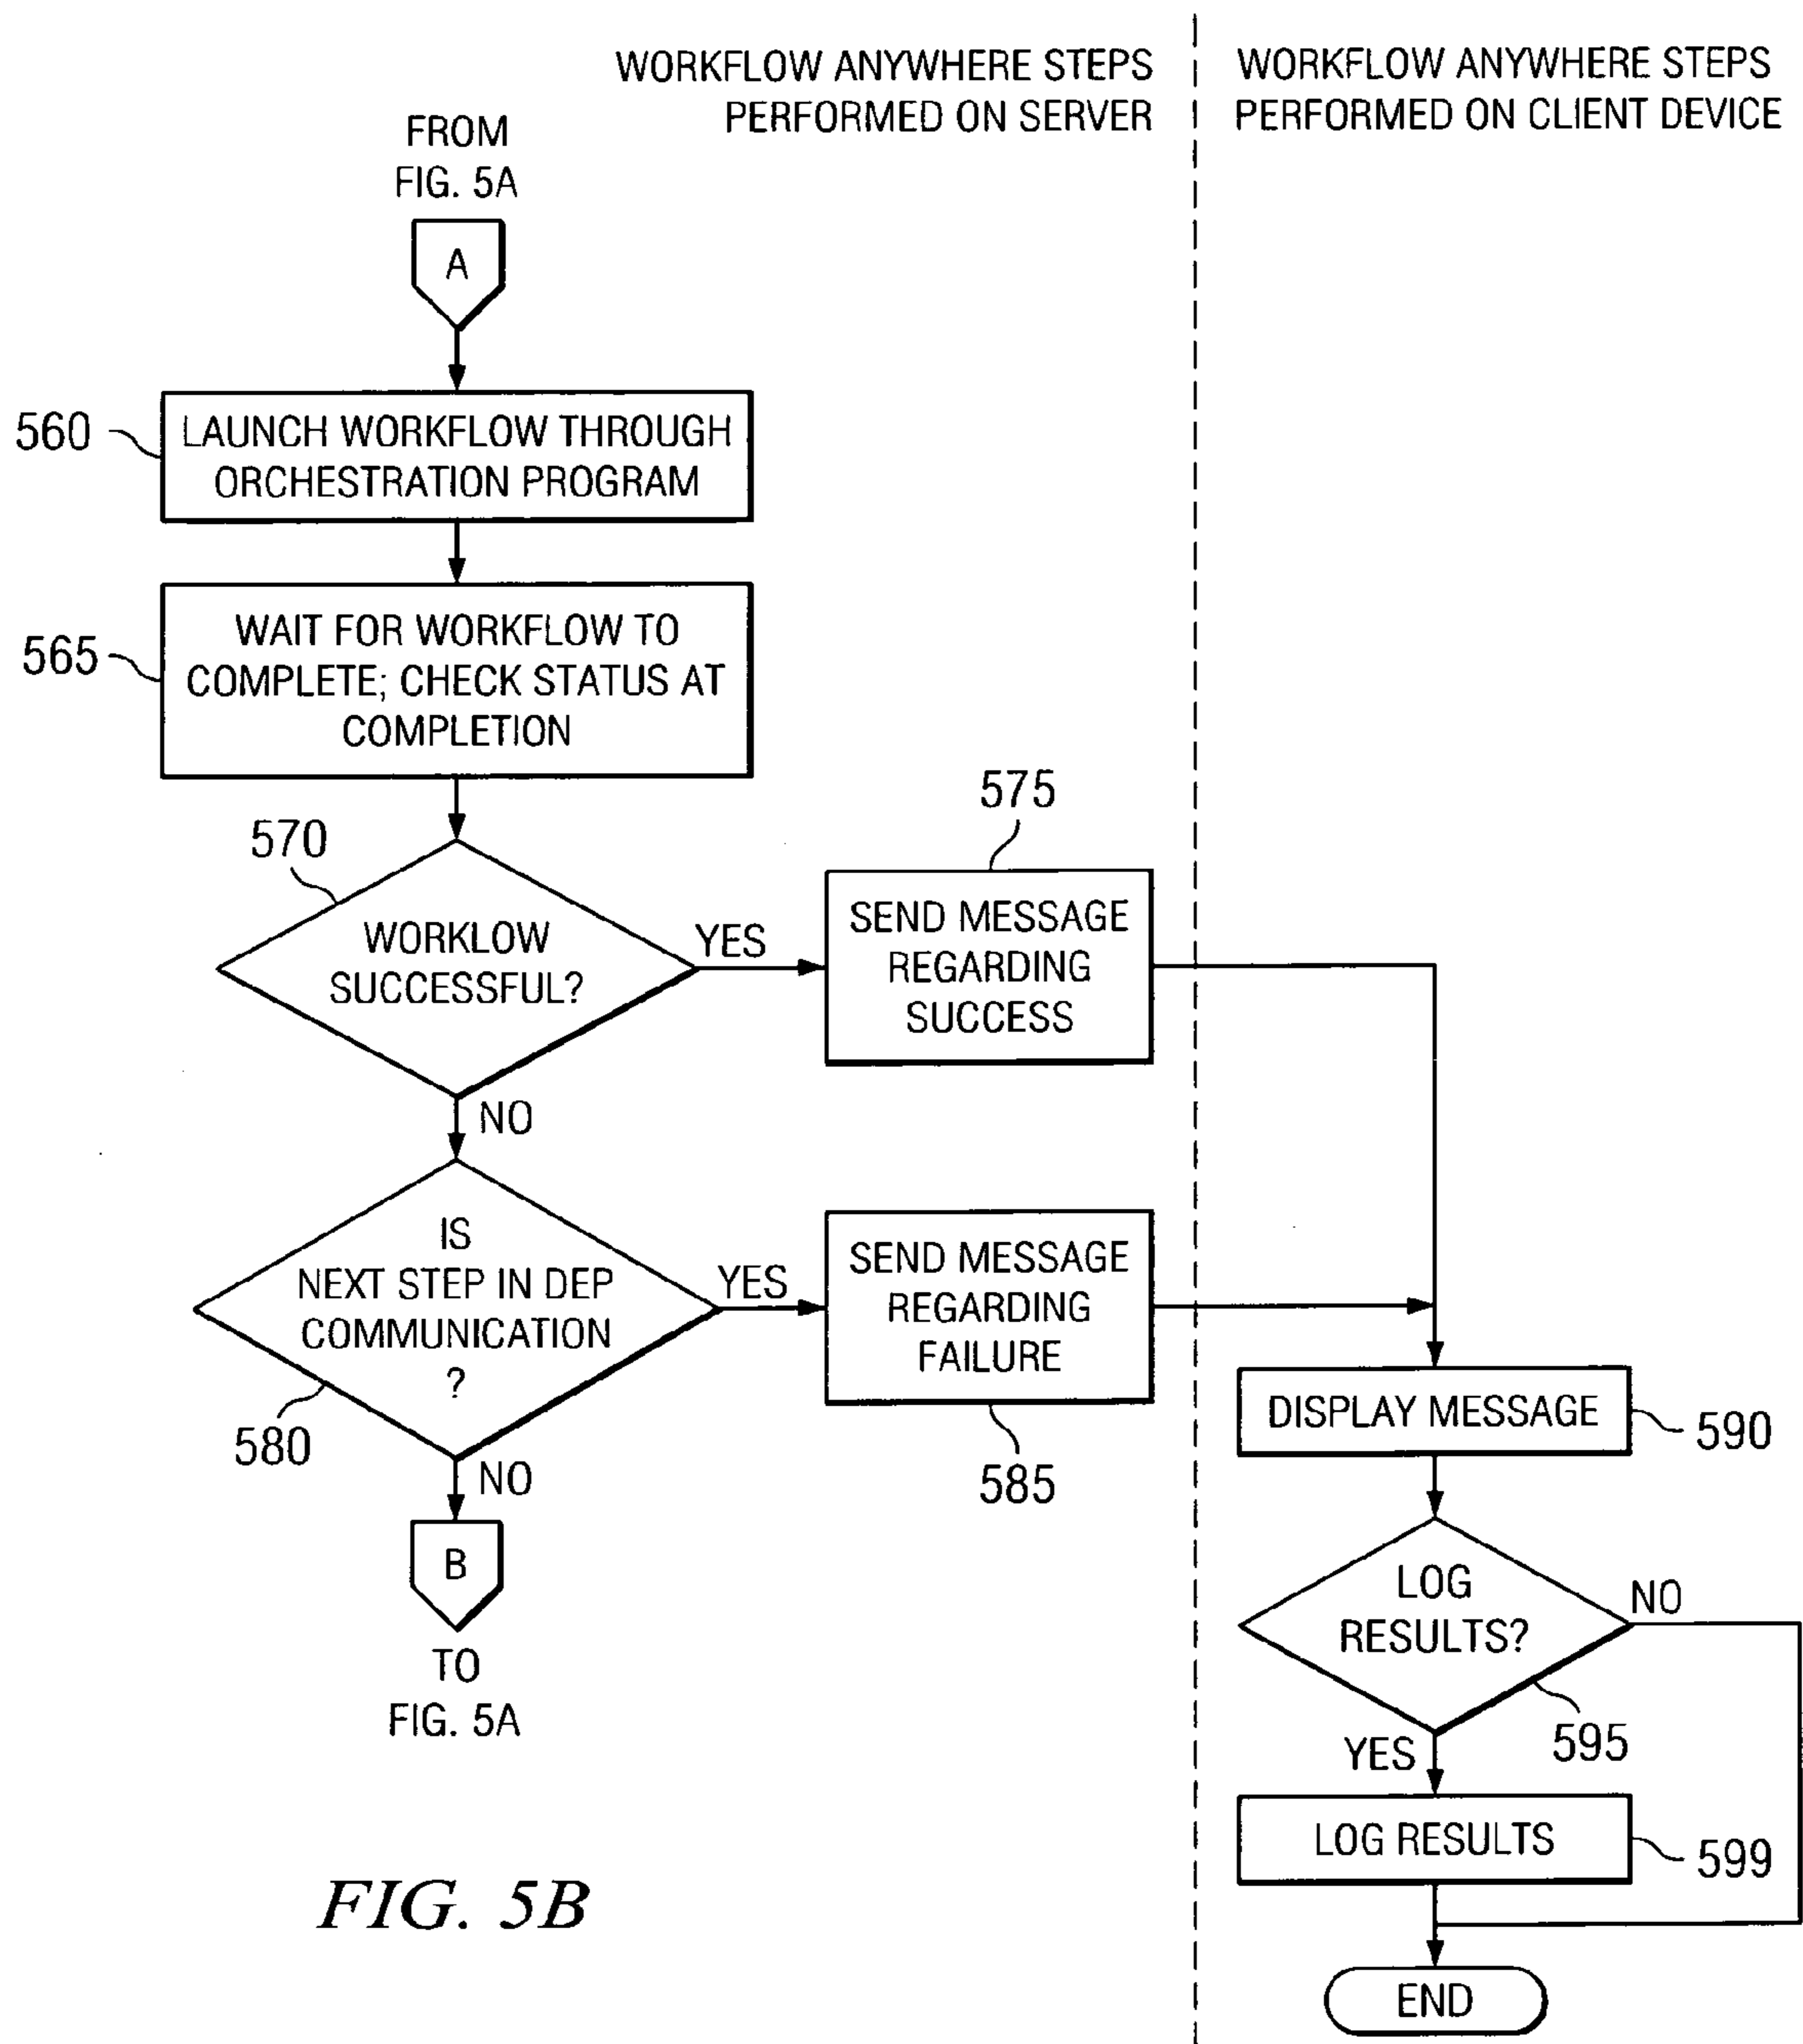 WORKFLOW ANYWHERE STEPS
PERFORMED ON SERVER
WORKFLOW ANYWHERE STEPS
PERFORMED ON CLIENT DEVICE
FROM
FIG. 5A
A
560
LAUNCH WORKFLOW THROUGH
ORCHESTRATION PROGRAM
565
WAIT FOR WORKFLOW TO
COMPLETE; CHECK STATUS AT
COMPLETION
570
WORKLOW
SUCCESSFUL?
YES
NO
575
SEND MESSAGE
REGARDING
SUCCESS
IS
NEXT STEP IN DEP
COMMUNICATION
?
580
YES
NO
SEND MESSAGE
REGARDING
FAILURE
585
B
TO
FIG. 5A
DISPLAY MESSAGE
590
LOG
RESULTS?
NO
595
YES
LOG RESULTS
599
END
FIG. 5B